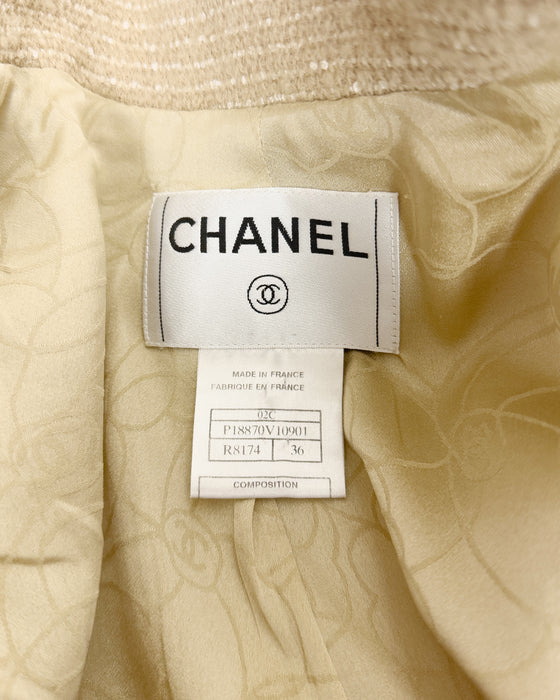 CHANEL
MADE IN FRANCE
FABRIQUE EN FRANCE
02C
P18870V10901
R8174 36
COMPOSITION